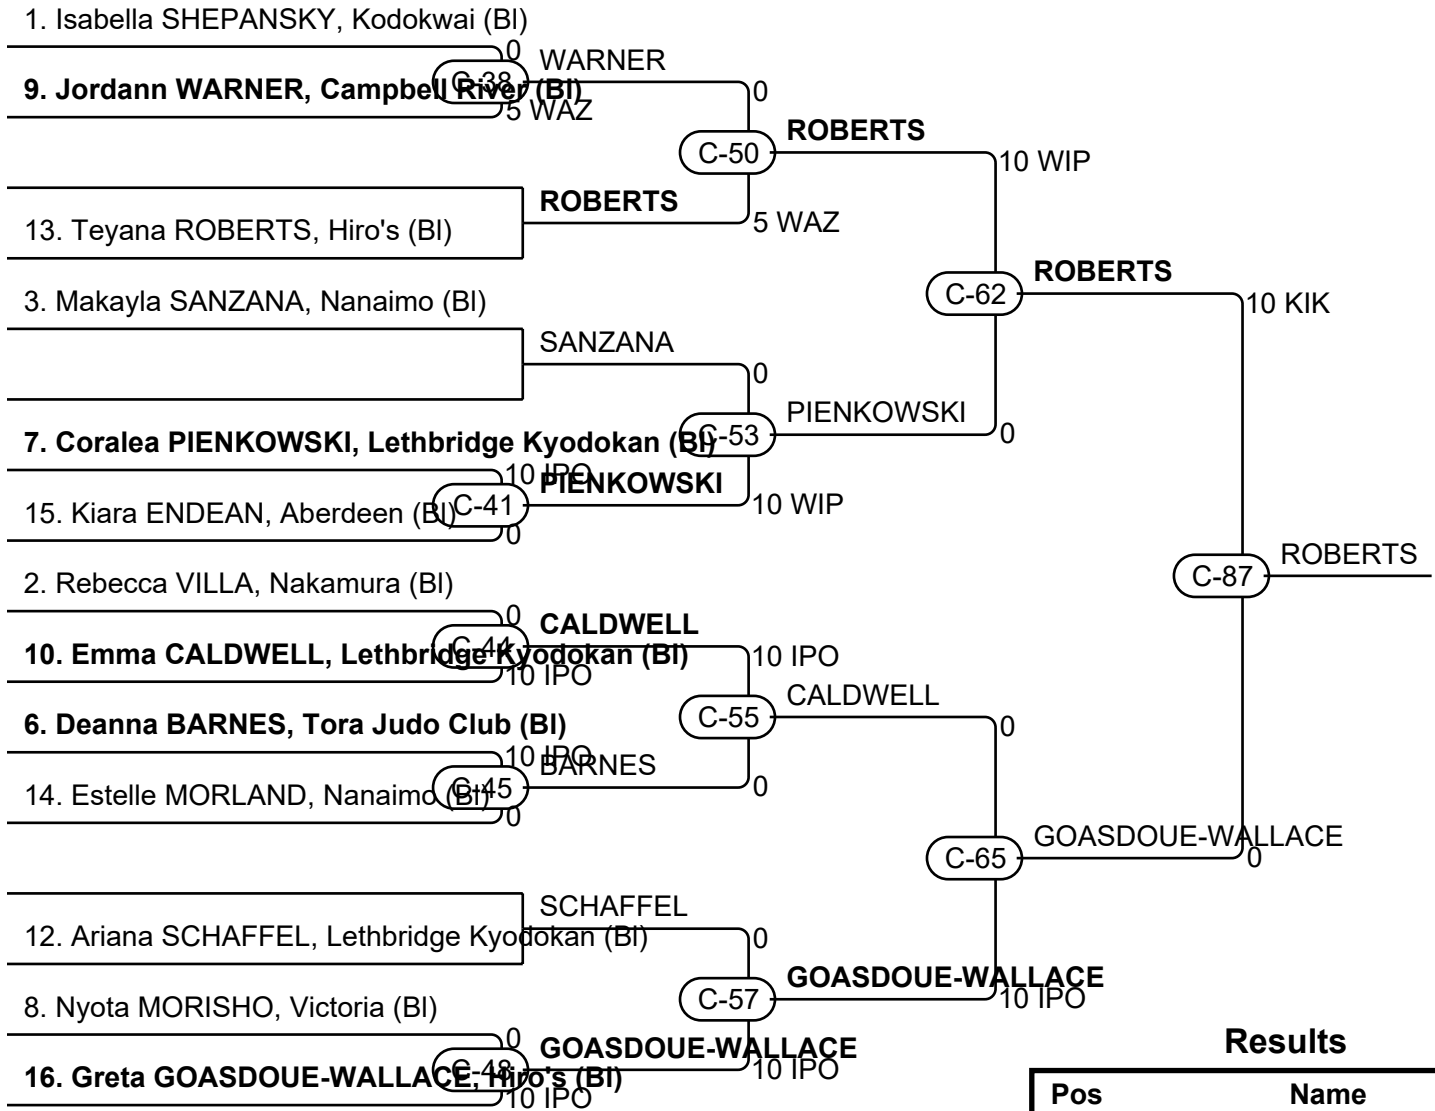 1. Isabella SHEPANSKY, Kodokwai (Bl)
0
WARNER
C-38
9. Jordann WARNER, Campbell River (Bl)
0
5 WAZ
ROBERTS
C-50
10 WIP
ROBERTS
5 WAZ
13. Teyana ROBERTS, Hiro's (Bl)
ROBERTS
C-62
3. Makayla SANZANA, Nanaimo (Bl)
10 KIK
SANZANA
0
PIENKOWSKI
7. Coralea PIENKOWSKI, Lethbridge Kyodokan (Bl)
C-53
0
10 IPO
PIENKOWSKI
C-41
10 WIP
15. Kiara ENDEAN, Aberdeen (Bl)
0
ROBERTS
C-87
2. Rebecca VILLA, Nakamura (Bl)
0
CALDWELL
C-44
10. Emma CALDWELL, Lethbridge Kyodokan (Bl)
10 IPO
10 IPO
CALDWELL
6. Deanna BARNES, Tora Judo Club (Bl)
C-55
0
10 IPO
BARNES
C-45
0
14. Estelle MORLAND, Nanaimo (Bl)
0
GOASDOUE-WALLACE
C-65
0
SCHAFFEL
12. Ariana SCHAFFEL, Lethbridge Kyodokan (Bl)
0
GOASDOUE-WALLACE
C-57
10 IPO
8. Nyota MORISHO, Victoria (Bl)
0
GOASDOUE-WALLACE
C-48
10 IPO
16. Greta GOASDOUE-WALLACE, Hiro's (Bl)
10 IPO
Results
Pos Name